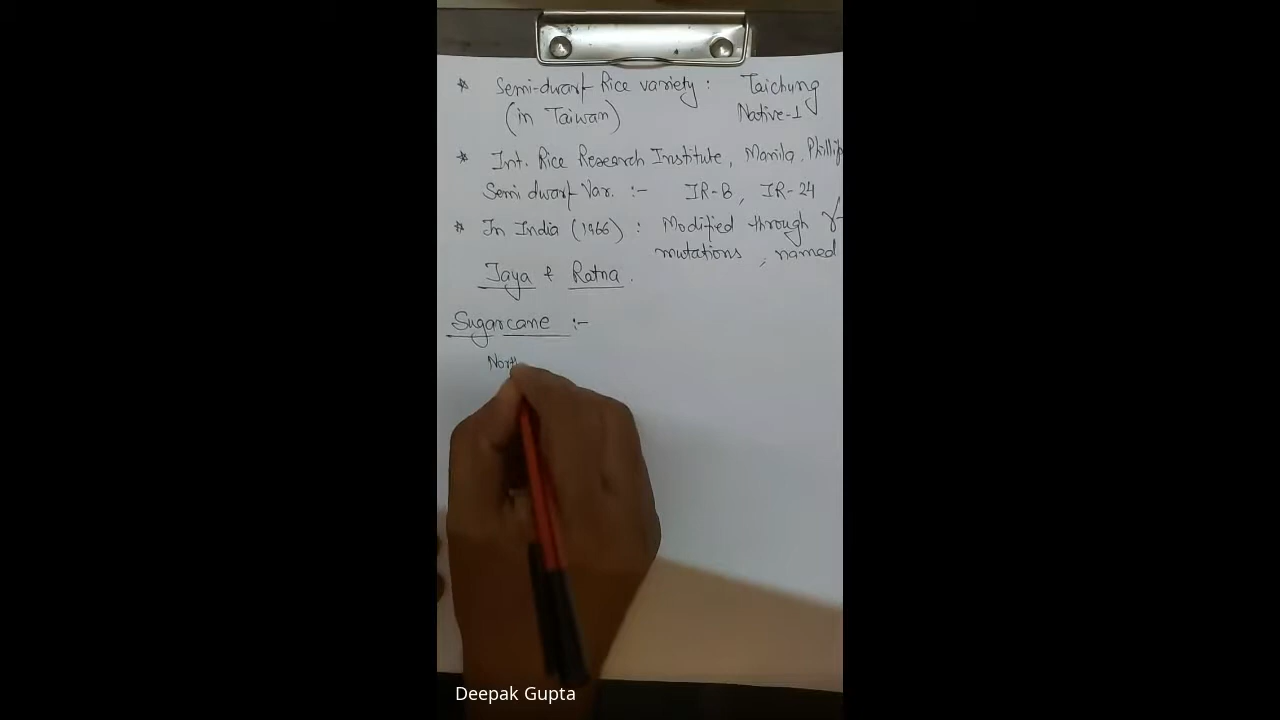 * Semi-dwarf Rice variety : Taichung
(in Taiwan) Native-1
* Int. Rice Research Institute, Manila, Phillip
Semi dwarf Var. :- IR-8, IR-24
* In India (1966) : Modified through γ-
mutations, named
Jaya & Ratna.
Sugarcane :-
North
Deepak Gupta